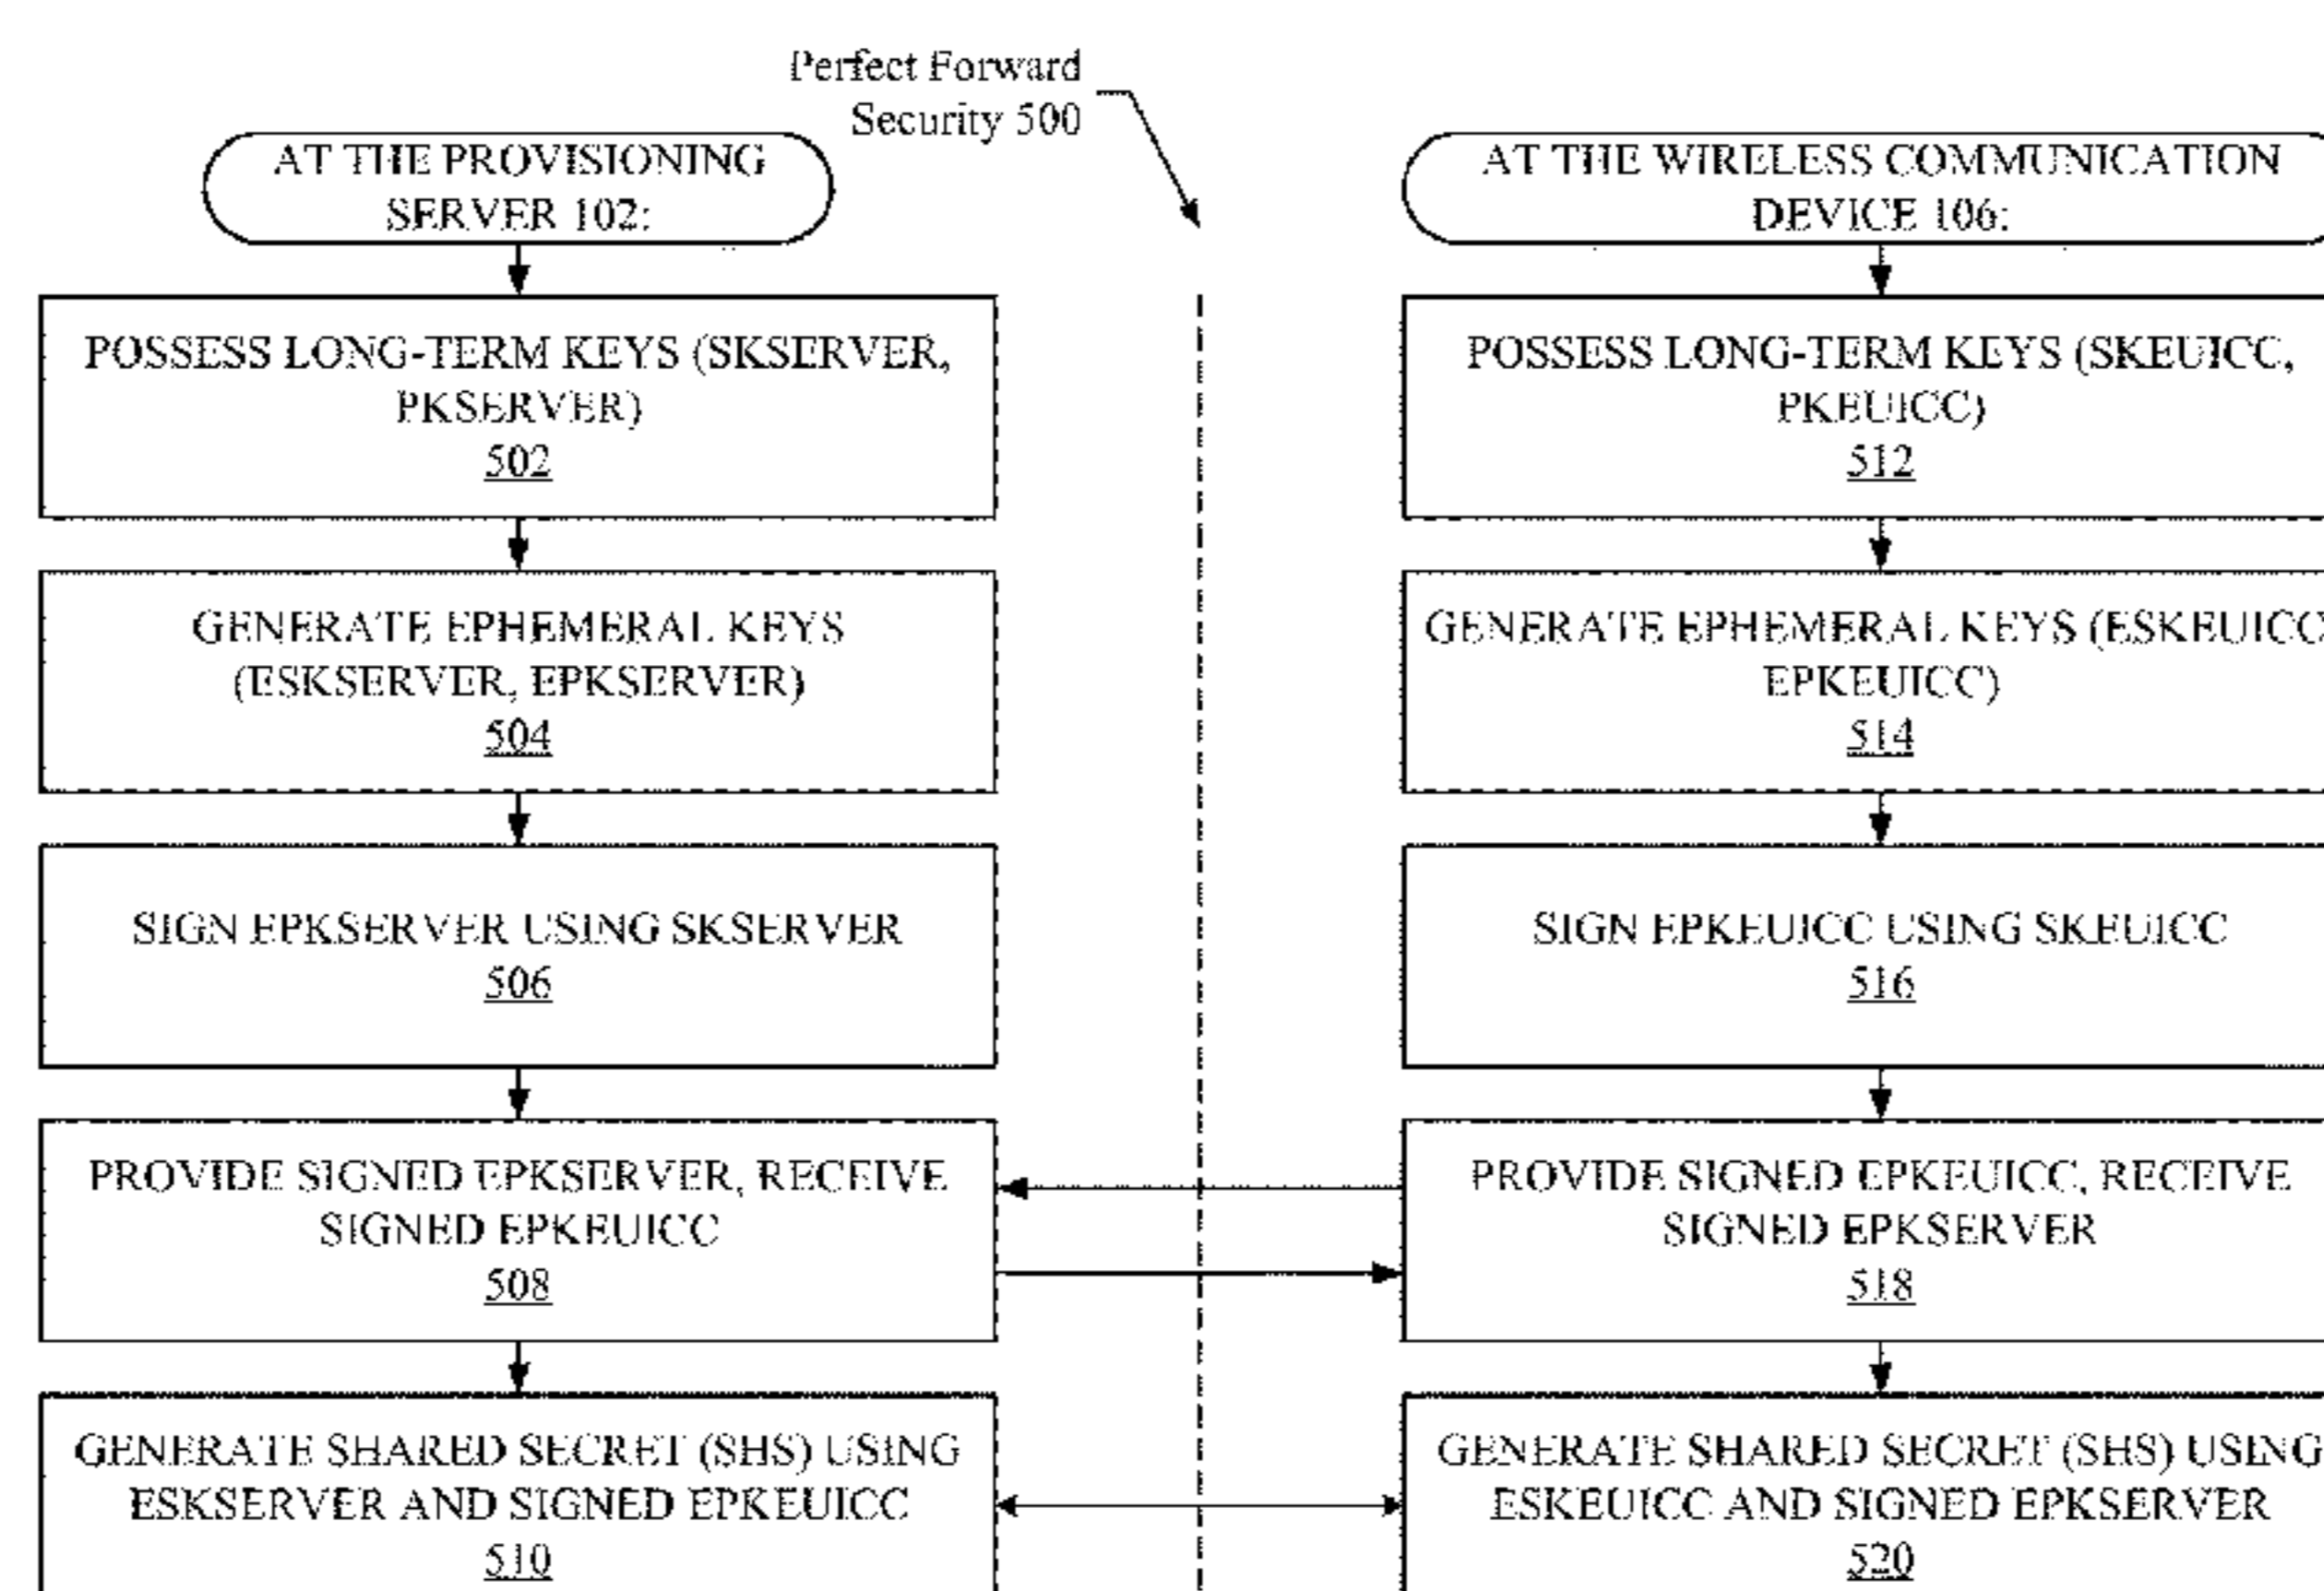 Perfect Forward
Security 500
AT THE PROVISIONING
SERVER 102:
POSSESS LONG-TERM KEYS (SKSERVER,
PKSERVER)
502
GENERATE EPHEMERAL KEYS
(ESKSERVER, EPKSERVER)
504
SIGN EPKSERVER USING SKSERVER
506
PROVIDE SIGNED EPKSERVER, RECEIVE
SIGNED EPKEUICC
508
GENERATE SHARED SECRET (SHS) USING
ESKSERVER AND SIGNED EPKEUICC
510
AT THE WIRELESS COMMUNICATION
DEVICE 106:
POSSESS LONG-TERM KEYS (SKEUICC,
PKEUICC)
512
GENERATE EPHEMERAL KEYS (ESKEUICC
EPKEUICC)
514
SIGN EPKEUICC USING SKEUICC
516
PROVIDE SIGNED EPKEUICC, RECEIVE
SIGNED EPKSERVER
518
GENERATE SHARED SECRET (SHS) USING
ESKEUICC AND SIGNED EPKSERVER
520